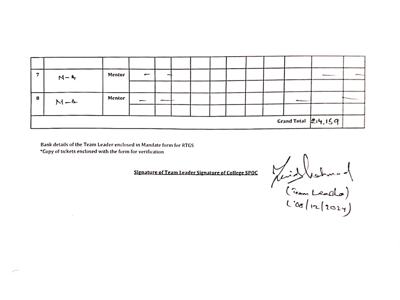 7 M-4 Mentor — — — —
8 M-4 Mentor — — — —
Grand Total 214,159
Bank details of the Team Leader enclosed in Mandate form for RTGS
*Copy of tickets enclosed with the form for verification
Signature of Team Leader Signature of College SPOC
(Team Leader)
(08/12/2024)